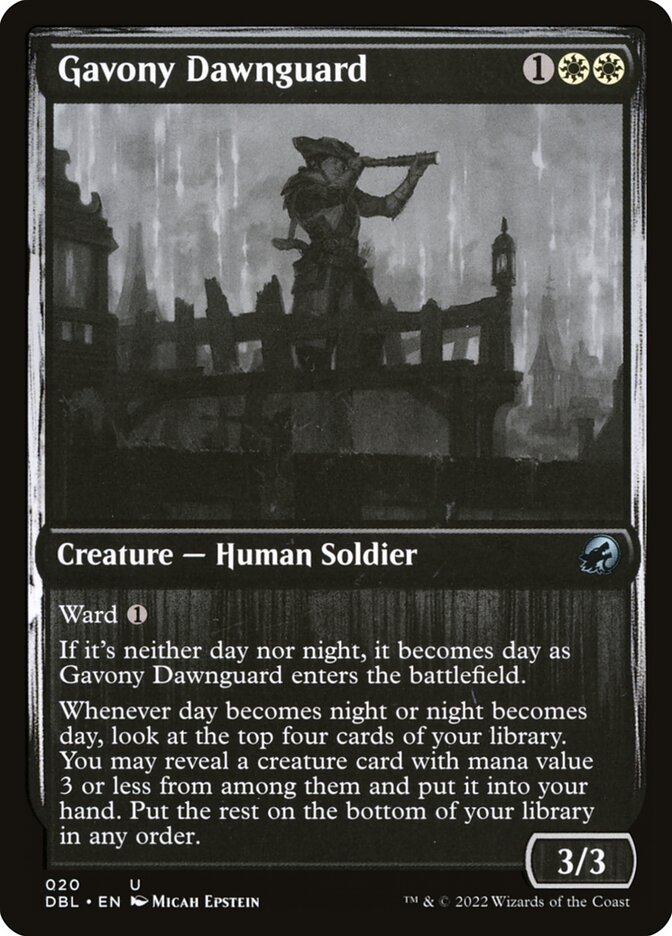 Gavony Dawnguard 1
Creature — Human Soldier
Ward 1
If it's neither day nor night, it becomes day as
Gavony Dawnguard enters the battlefield.
Whenever day becomes night or night becomes
day, look at the top four cards of your library.
You may reveal a creature card with mana value
3 or less from among them and put it into your
hand. Put the rest on the bottom of your library
in any order.
3/3
020 U
DBL • EN Micah Epstein ™ & © 2022 Wizards of the Coast